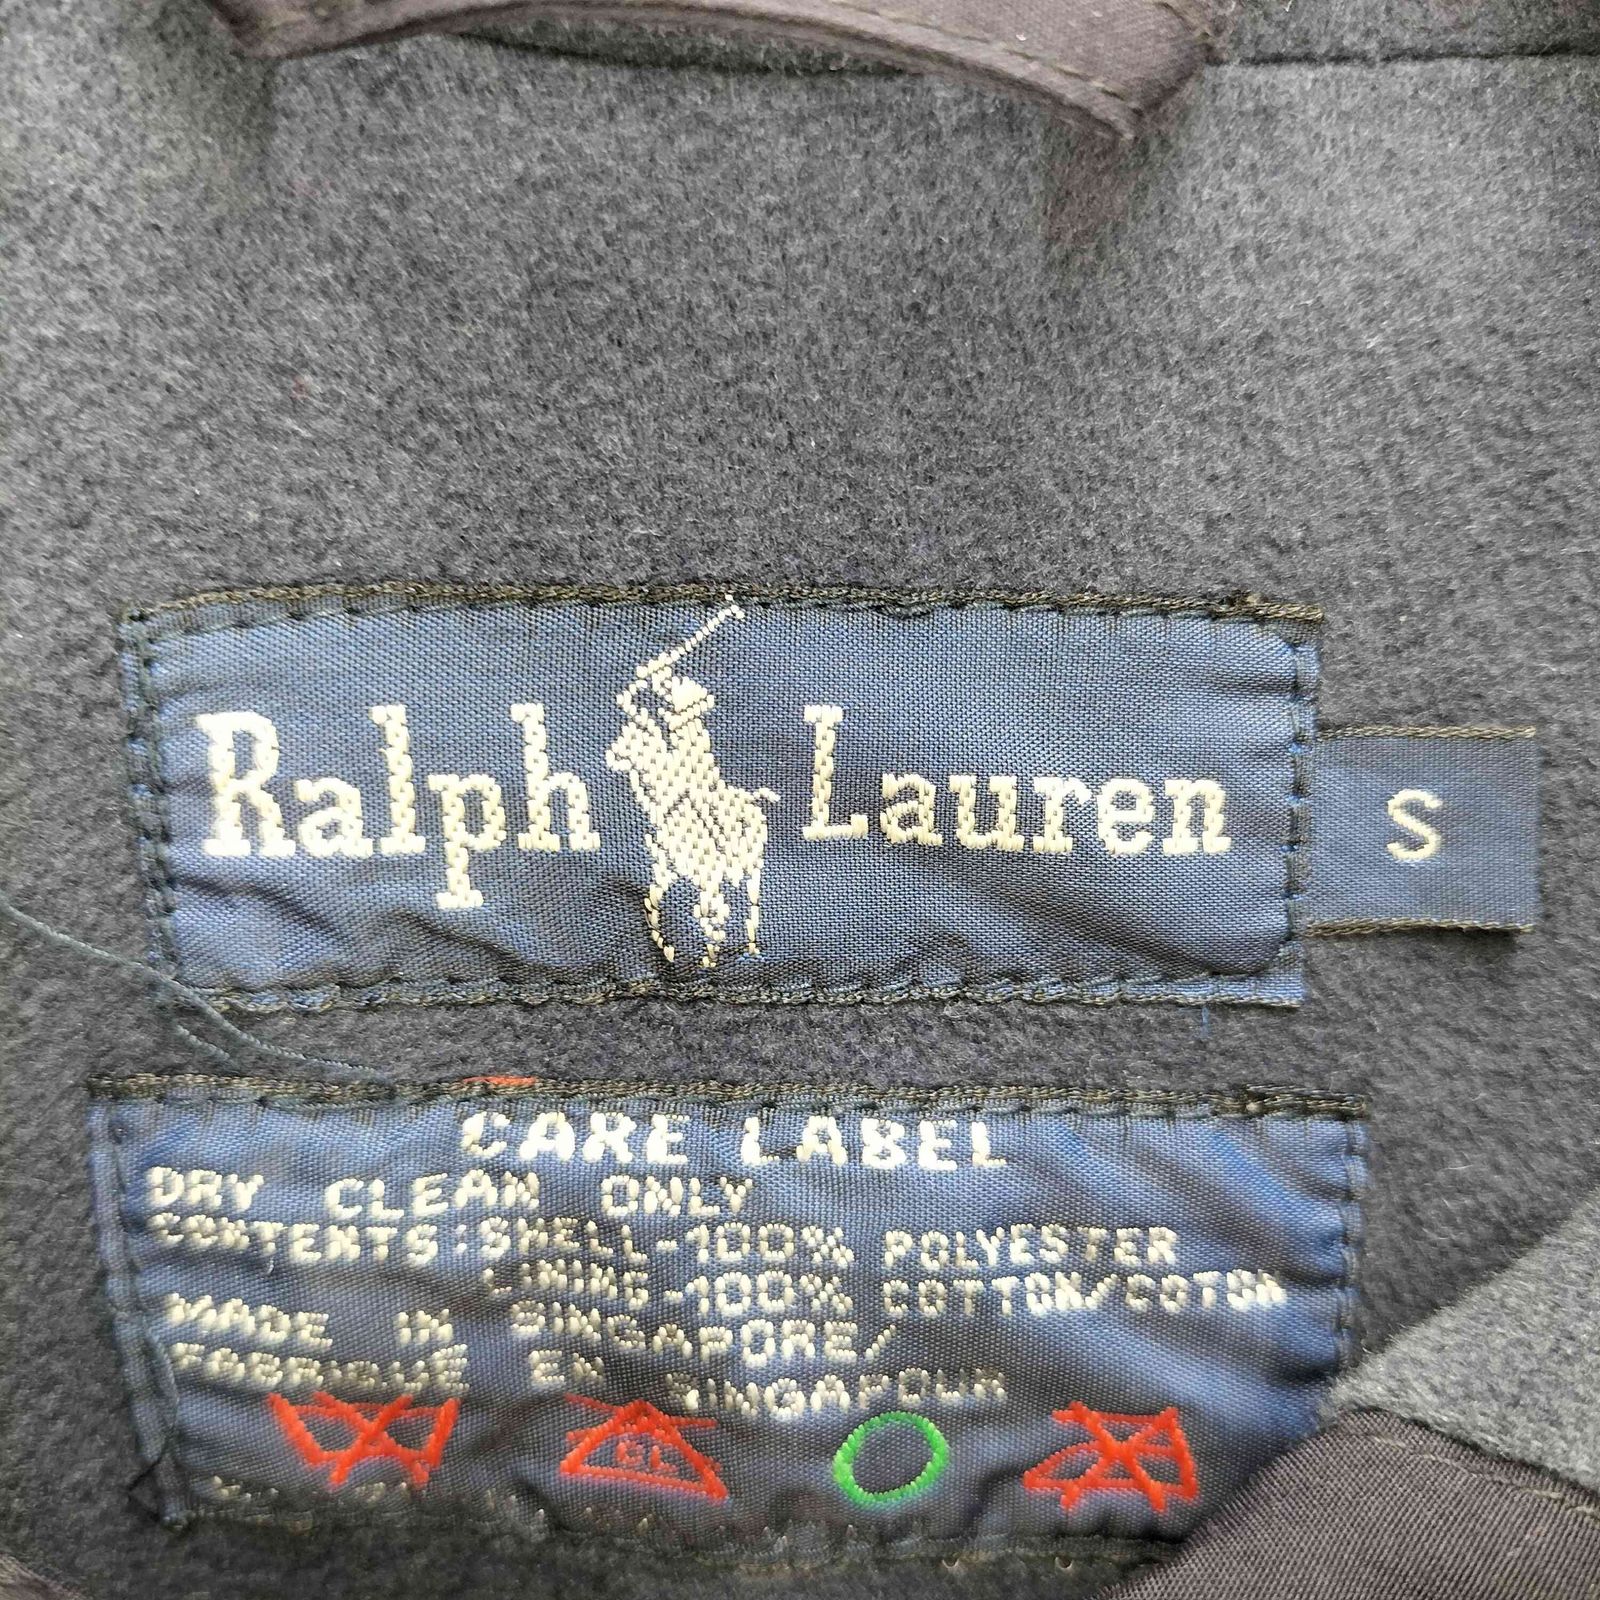 Ralph Lauren
S
CARE LABEL
DRY CLEAN ONLY
CONTENTS: SHELL-100% POLYESTER
LINING-100% COTTON/COTON
MADE IN SINGAPORE/
FABRIQUE EN SINGAPOUR